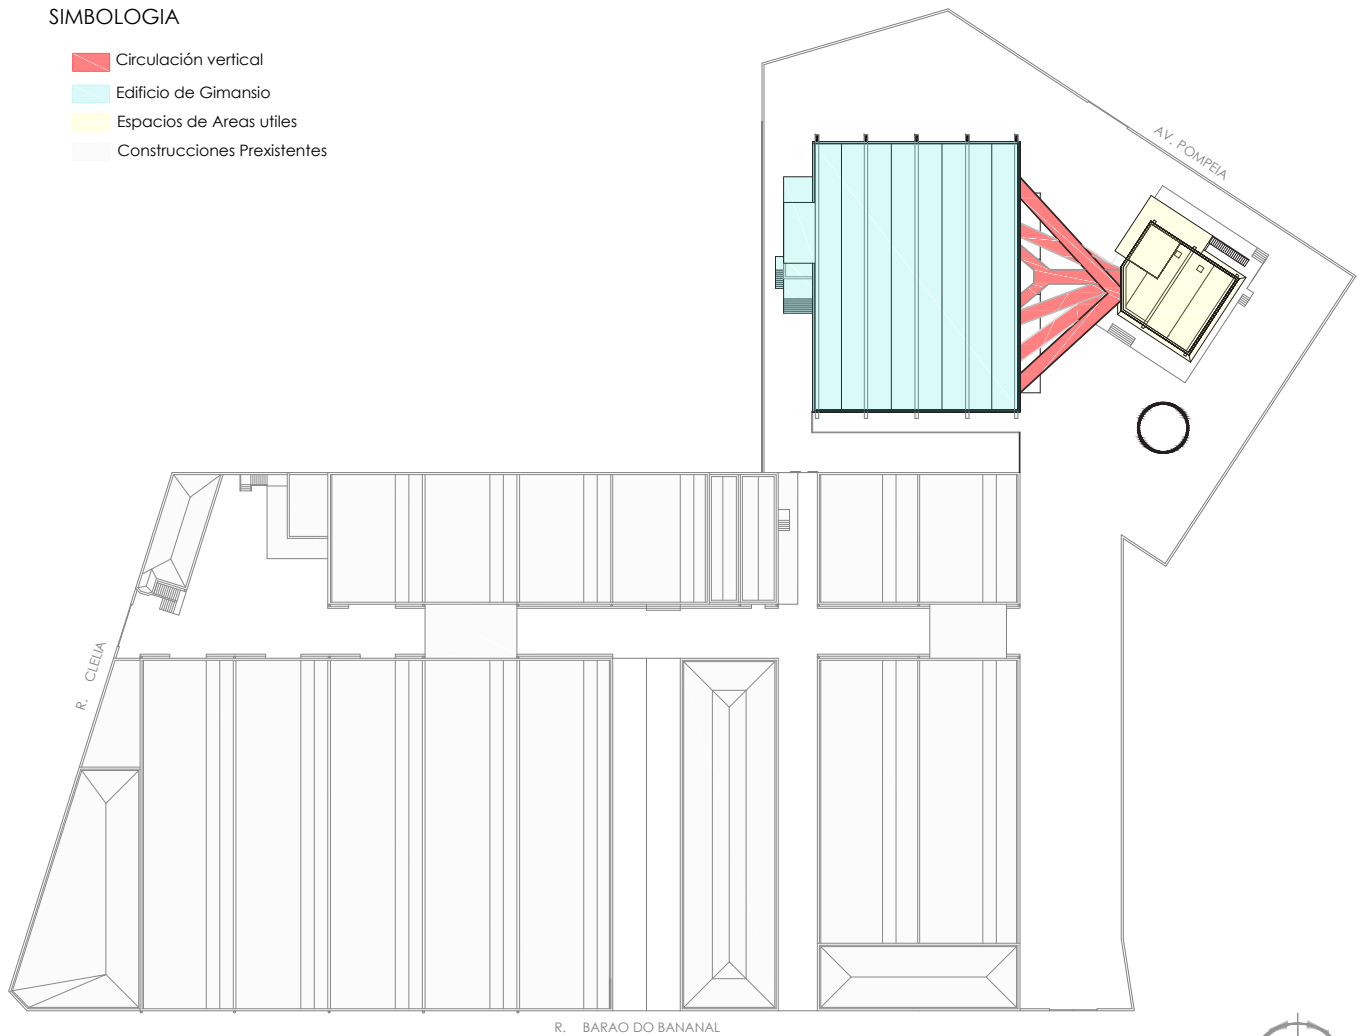 SIMBOLOGIA
Circulación vertical
Edificio de Gimansio
Espacios de Areas utiles
Construcciones Prexistentes
AV. POMPEIA
R. CLELIA
R. BARAO DO BANANAL